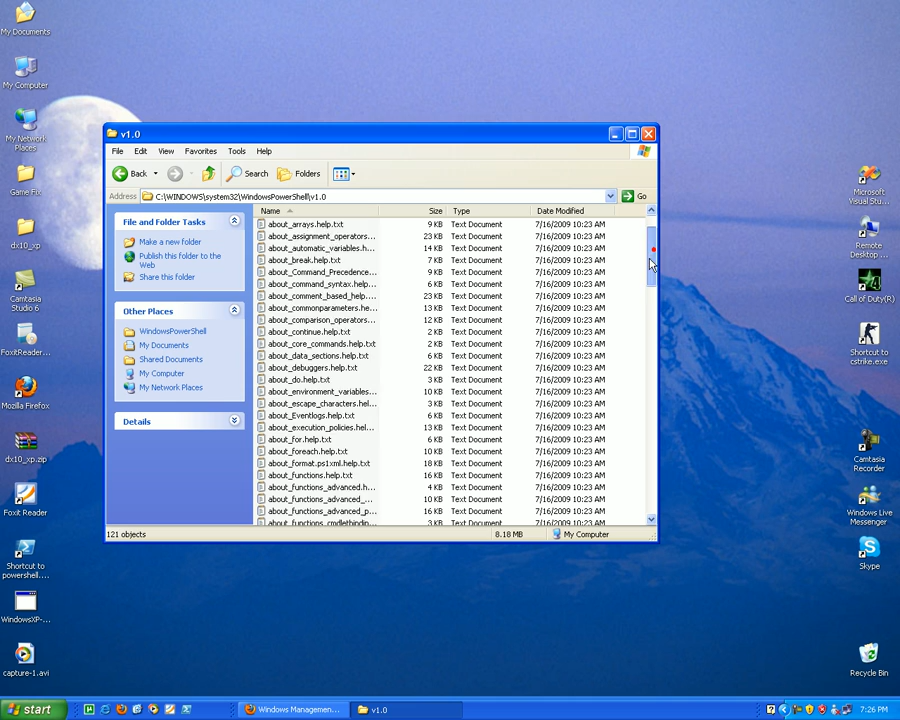 My Documents
My Computer
My Network
Places
Game Fix
dx10_xp
Camtasia
Studio 6
FoxitReader...
Mozilla Firefox
dx10_xp.zip
Foxit Reader
Shortcut to
powershell....
WindowsXP-...
capture-1.avi
v1.0
File Edit View Favorites Tools Help
Back Search Folders
Address C:\WINDOWS\system32\WindowsPowerShell\v1.0 Go
File and Folder Tasks
Make a new folder
Publish this folder to the
Web
Share this folder
Other Places
WindowsPowerShell
My Documents
Shared Documents
My Computer
My Network Places
Details
Name Size Type Date Modified
about_arrays.help.txt 9 KB Text Document 7/16/2009 10:23 AM
about_assignment_operators... 23 KB Text Document 7/16/2009 10:23 AM
about_automatic_variables.h... 14 KB Text Document 7/16/2009 10:23 AM
about_break.help.txt 7 KB Text Document 7/16/2009 10:23 AM
about_Command_Precedence... 9 KB Text Document 7/16/2009 10:23 AM
about_command_syntax.help... 6 KB Text Document 7/16/2009 10:23 AM
about_comment_based_help... 23 KB Text Document 7/16/2009 10:23 AM
about_commonparameters.he... 13 KB Text Document 7/16/2009 10:23 AM
about_comparison_operators... 12 KB Text Document 7/16/2009 10:23 AM
about_continue.help.txt 2 KB Text Document 7/16/2009 10:23 AM
about_core_commands.help.txt 2 KB Text Document 7/16/2009 10:23 AM
about_data_sections.help.txt 6 KB Text Document 7/16/2009 10:23 AM
about_debuggers.help.txt 22 KB Text Document 7/16/2009 10:23 AM
about_do.help.txt 3 KB Text Document 7/16/2009 10:23 AM
about_environment_variables... 10 KB Text Document 7/16/2009 10:23 AM
about_escape_characters.hel... 3 KB Text Document 7/16/2009 10:23 AM
about_Eventlogs.help.txt 6 KB Text Document 7/16/2009 10:23 AM
about_execution_policies.hel... 13 KB Text Document 7/16/2009 10:23 AM
about_for.help.txt 6 KB Text Document 7/16/2009 10:23 AM
about_foreach.help.txt 10 KB Text Document 7/16/2009 10:23 AM
about_format.ps1xml.help.txt 18 KB Text Document 7/16/2009 10:23 AM
about_functions.help.txt 16 KB Text Document 7/16/2009 10:23 AM
about_functions_advanced.h... 4 KB Text Document 7/16/2009 10:23 AM
about_functions_advanced_... 10 KB Text Document 7/16/2009 10:23 AM
about_functions_advanced_p... 16 KB Text Document 7/16/2009 10:23 AM
about_functions_cmdletbindin... 3 KB Text Document 7/16/2009 10:23 AM
121 objects 8.18 MB My Computer
Microsoft
Visual Stu...
Remote
Desktop ...
Call of Duty(R)
Shortcut to
cstrike.exe
Camtasia
Recorder
Windows Live
Messenger
Skype
Recycle Bin
start Windows Managemen... v1.0 7:26 PM